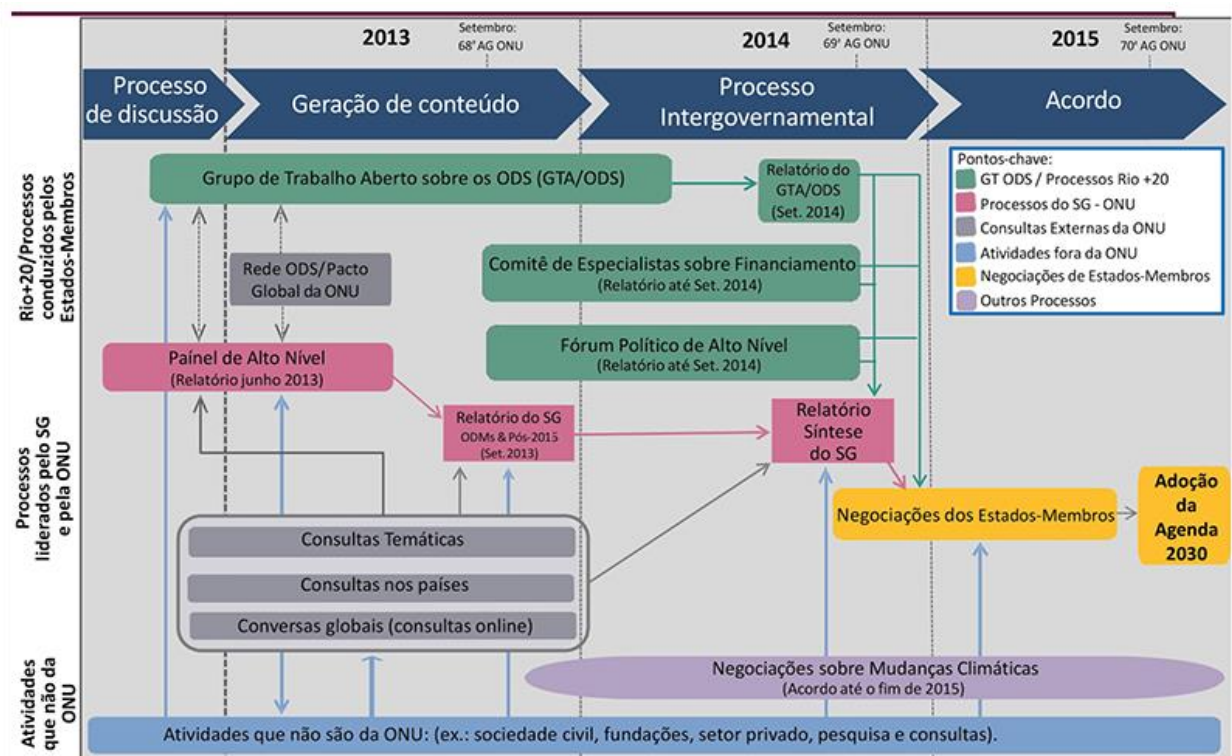 2013
Setembro:
68ª AG ONU
2014
Setembro:
69ª AG ONU
2015
Setembro:
70ª AG ONU
Processo
de discussão
Geração de conteúdo
Processo
Intergovernamental
Acordo
Rio+20/Processos
conduzidos pelos
Estados-Membros
Grupo de Trabalho Aberto sobre os ODS (GTA/ODS)
Relatório do
GTA/ODS
(Set. 2014)
Pontos-chave:
GT ODS / Processos Rio +20
Processos do SG - ONU
Consultas Externas da ONU
Atividades fora da ONU
Negociações de Estados-Membros
Outros Processos
Rede ODS/Pacto
Global da ONU
Comitê de Especialistas sobre Financiamento
(Relatório até Set. 2014)
Fórum Político de Alto Nível
(Relatório até Set. 2014)
Processos
liderados pelo SG
e pela ONU
Paínel de Alto Nível
(Relatório junho 2013)
Relatório do SG
ODMs & Pós-2015
(Set. 2013)
Relatório
Síntese
do SG
Negociações dos Estados-Membros
Adoção
da
Agenda
2030
Consultas Temáticas
Consultas nos países
Conversas globais (consultas online)
Atividades
que não da
ONU
Negociações sobre Mudanças Climáticas
(Acordo até o fim de 2015)
Atividades que não são da ONU: (ex.: sociedade civil, fundações, setor privado, pesquisa e consultas).